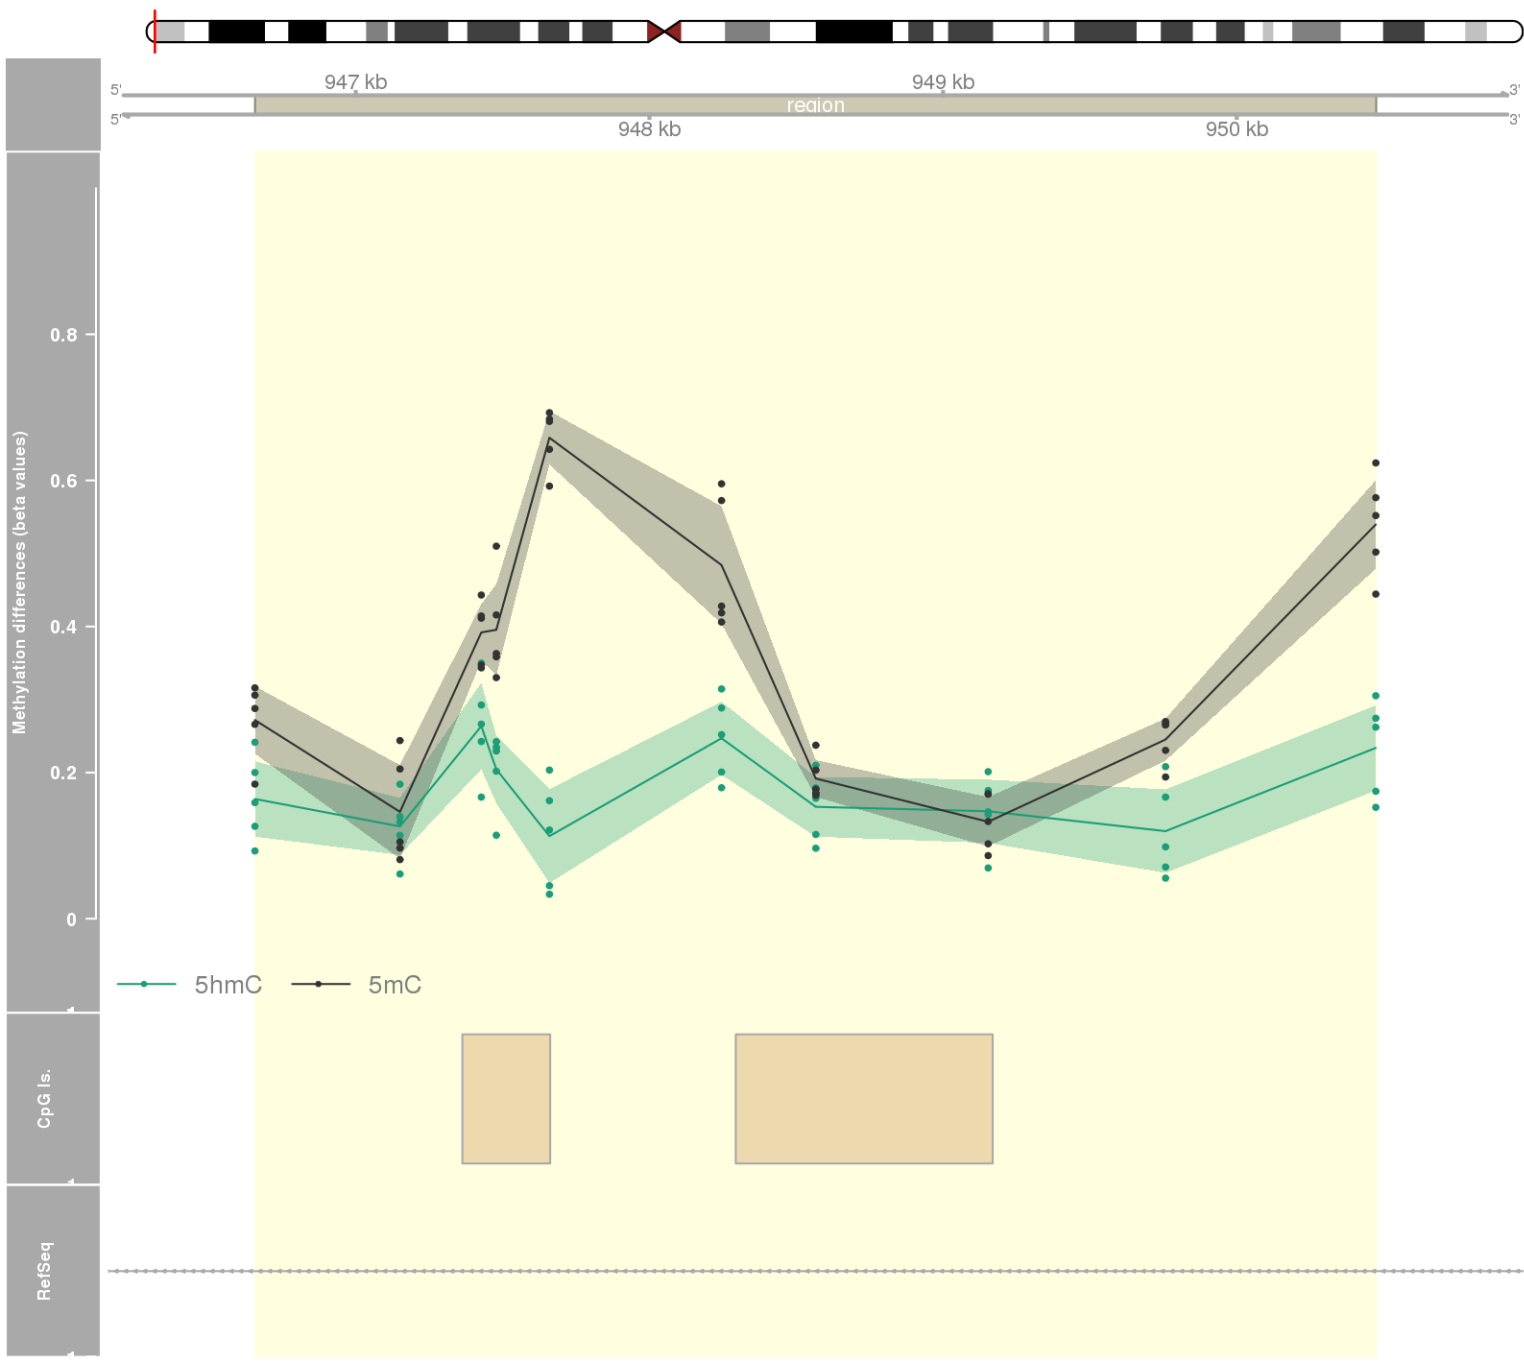 947 kb
949 kb
5'
3'
region
5'
3'
948 kb
950 kb
Methylation differences (beta values)
0.8
0.6
0.4
0.2
0
5hmC
5mC
CpG Is.
RefSeq